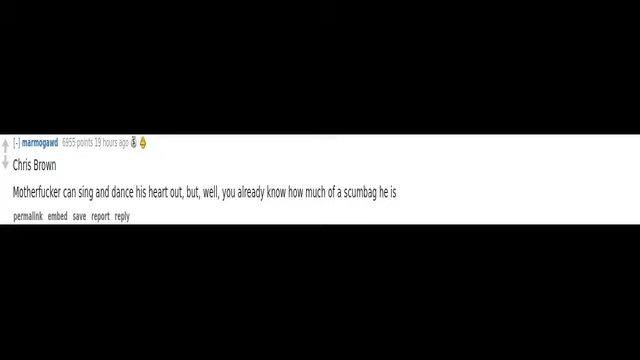 [-] marmogawd 6955 points 19 hours ago
Chris Brown
Motherfucker can sing and dance his heart out, but, well, you already know how much of a scumbag he is
permalink embed save report reply